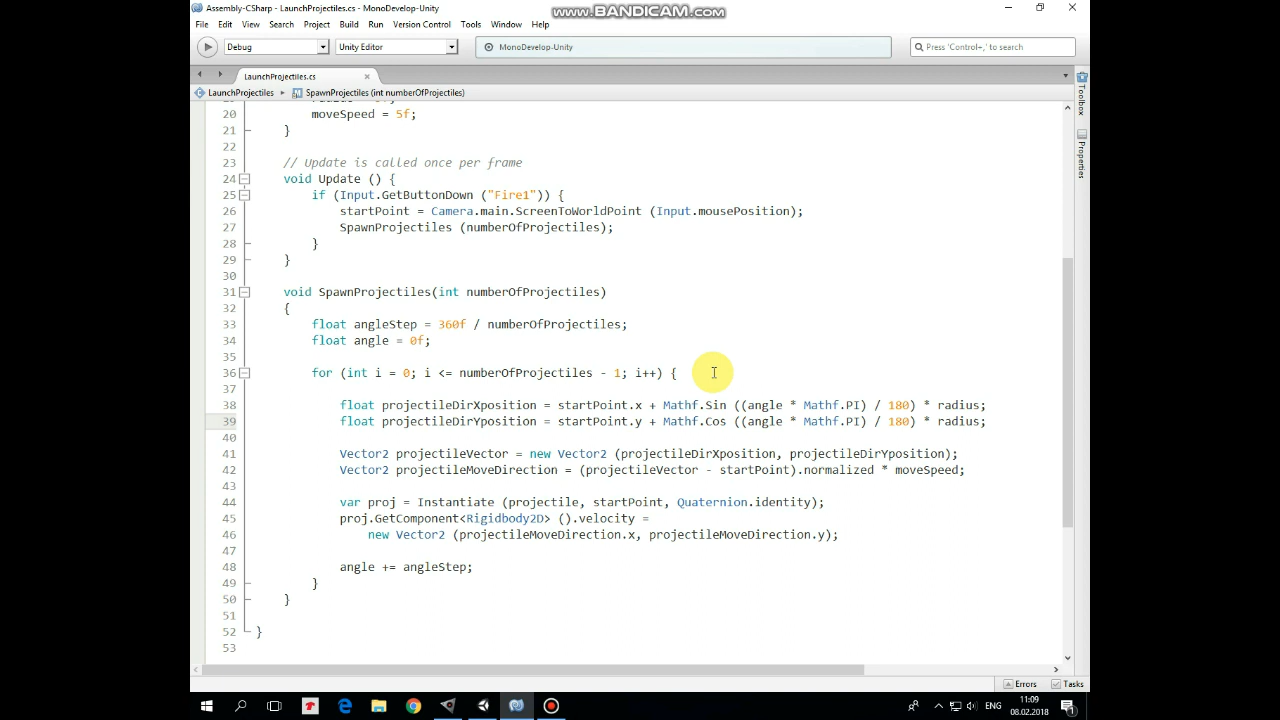 Assembly-CSharp - LaunchProjectiles.cs - MonoDevelop-Unity
www.BANDICAM.com
File Edit View Search Project Build Run Version Control Tools Window Help
Debug Unity Editor MonoDevelop-Unity Press 'Control+,' to search
LaunchProjectiles.cs
LaunchProjectiles SpawnProjectiles (int numberOfProjectiles)
Toolbox
Properties
20 moveSpeed = 5f;
21 }
22
23 // Update is called once per frame
24 void Update () {
25 if (Input.GetButtonDown ("Fire1")) {
26 startPoint = Camera.main.ScreenToWorldPoint (Input.mousePosition);
27 SpawnProjectiles (numberOfProjectiles);
28 }
29 }
30
31 void SpawnProjectiles(int numberOfProjectiles)
32 {
33 float angleStep = 360f / numberOfProjectiles;
34 float angle = 0f;
35
36 for (int i = 0; i <= numberOfProjectiles - 1; i++) {
37
38 float projectileDirXposition = startPoint.x + Mathf.Sin ((angle * Mathf.PI) / 180) * radius;
39 float projectileDirYposition = startPoint.y + Mathf.Cos ((angle * Mathf.PI) / 180) * radius;
40
41 Vector2 projectileVector = new Vector2 (projectileDirXposition, projectileDirYposition);
42 Vector2 projectileMoveDirection = (projectileVector - startPoint).normalized * moveSpeed;
43
44 var proj = Instantiate (projectile, startPoint, Quaternion.identity);
45 proj.GetComponent<Rigidbody2D> ().velocity =
46 new Vector2 (projectileMoveDirection.x, projectileMoveDirection.y);
47
48 angle += angleStep;
49 }
50 }
51
52 }
53
Errors Tasks
ENG 11:09
08.02.2018
1